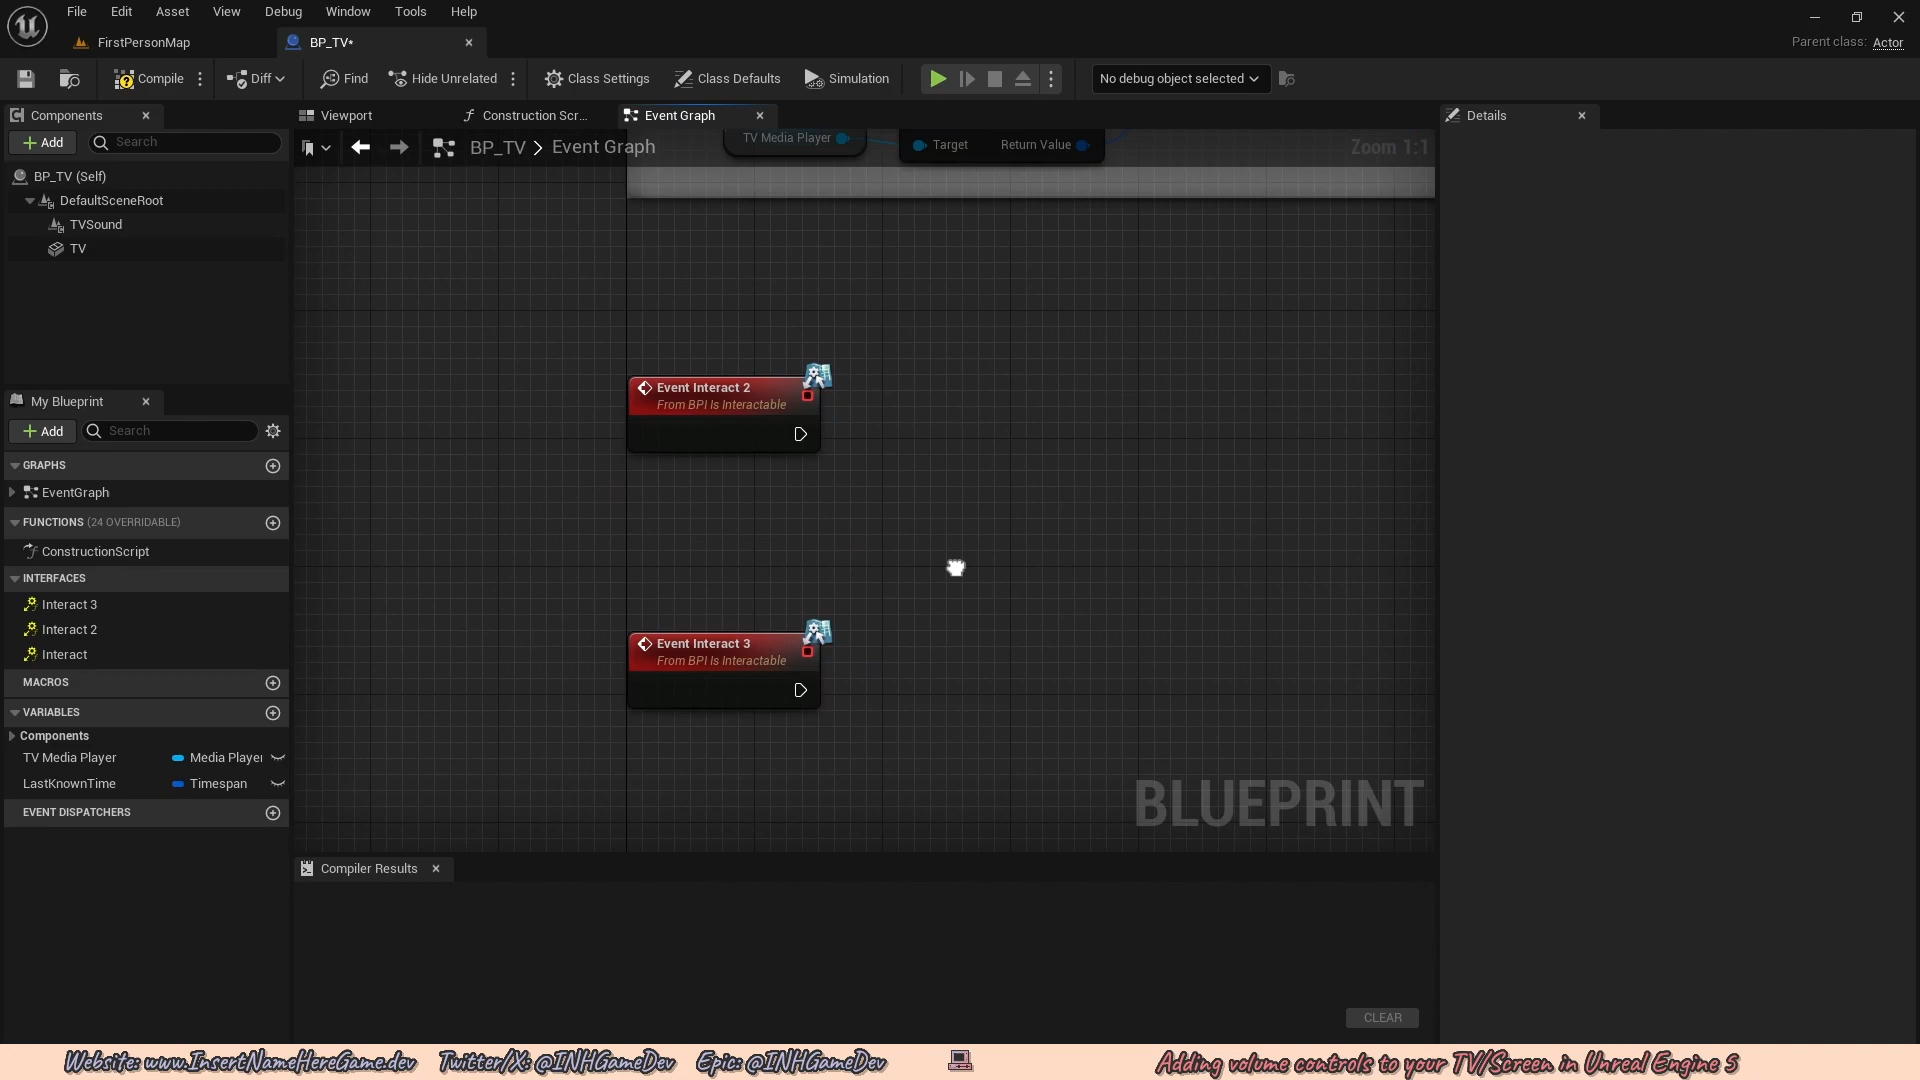 File Edit Asset View Debug Window Tools Help
FirstPersonMap
BP_TV*
Parent class: Actor
Compile
Diff
Find
Hide Unrelated
Class Settings
Class Defaults
Simulation
No debug object selected
Components
Viewport
Construction Scr...
Event Graph
Details
Add
Search
BP_TV > Event Graph
TV Media Player
Target
Return Value
Zoom 1:1
BP_TV (Self)
DefaultSceneRoot
TVSound
TV
Event Interact 2
From BPI Is Interactable
My Blueprint
Add
Search
GRAPHS
EventGraph
FUNCTIONS (24 OVERRIDABLE)
ConstructionScript
INTERFACES
Interact 3
Interact 2
Interact
Event Interact 3
From BPI Is Interactable
MACROS
VARIABLES
Components
TV Media Player Media Player
LastKnownTime Timespan
EVENT DISPATCHERS
BLUEPRINT
Compiler Results
CLEAR
Website: www.InsertNameHereGame.dev Twitter/X: @INHGameDev Epic: @INHGameDev
Adding volume controls to your TV/Screen in Unreal Engine 5